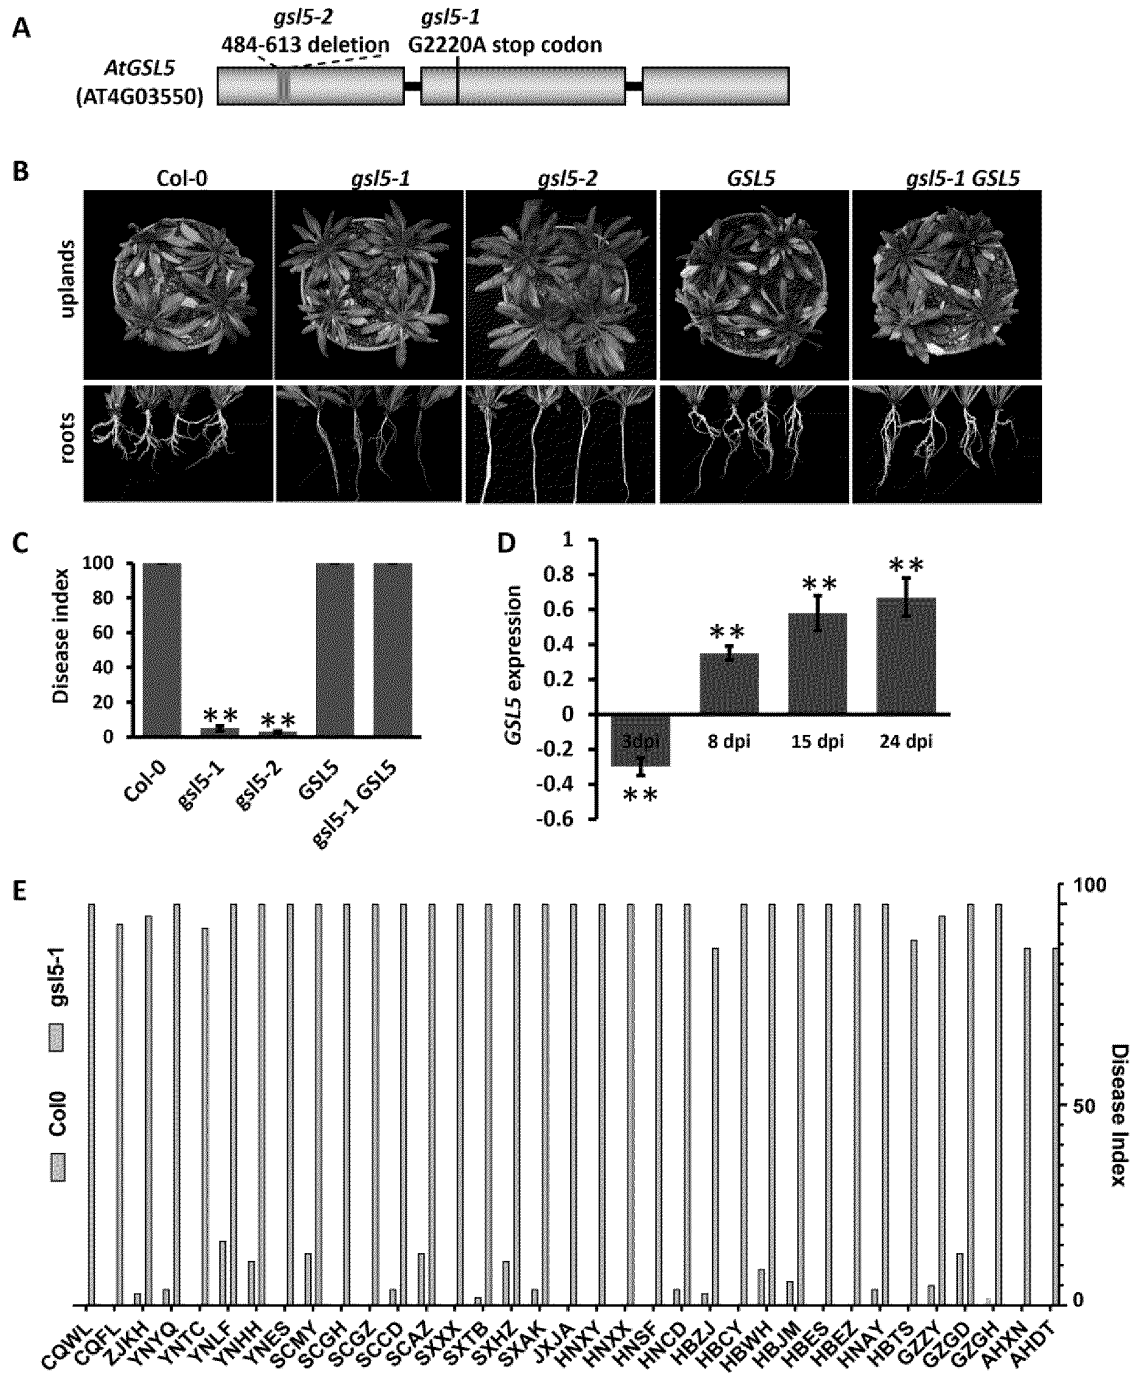 A
gsl5-2
gsl5-1
484-613 deletion
G2220A stop codon
AtGSL5
(AT4G03550)
B
Col-0
gsl5-1
gsl5-2
GSL5
gsl5-1 GSL5
uplands
roots
C
Disease index
100
80
60
40
20
0
**
**
Col-0
gsl5-1
gsl5-2
GSL5
gsl5-1 GSL5
D
GSL5 expression
1
0.8
0.6
0.4
0.2
0
-0.2
-0.4
-0.6
**
**
**
**
3dpi
8 dpi
15 dpi
24 dpi
E
gsl5-1
Col0
100
50
0
Disease Index
CQWL
CQFL
ZJKH
YNYQ
YNTC
YNLF
YNHH
YNES
SCMY
SCGH
SCGZ
SCCD
SCAZ
SXXX
SXTB
SXHZ
SXAK
JXJA
HNXY
HNXX
HNSF
HNCD
HBZJ
HBCY
HBWH
HBJM
HBES
HBEZ
HNAY
HBTS
GZZY
GZGD
GZGH
AHXN
AHDT